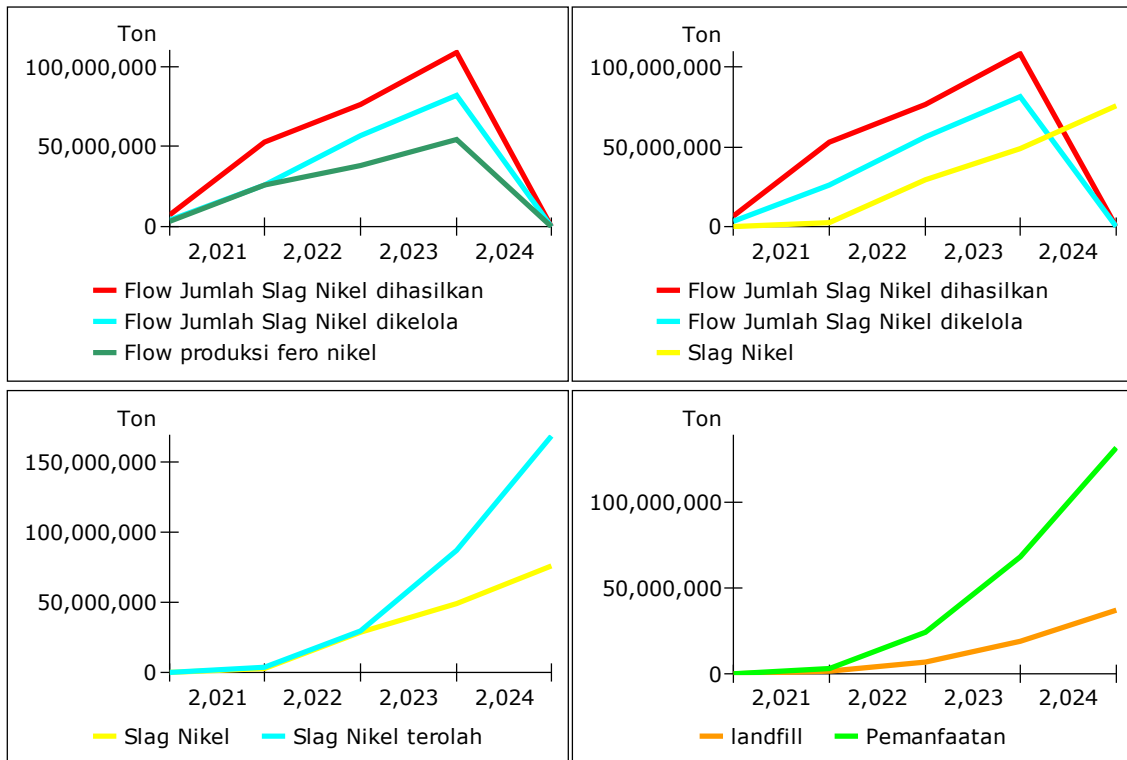 Ton
100,000,000
50,000,000
0
2,021 2,022 2,023 2,024
Flow Jumlah Slag Nikel dihasilkan
Flow Jumlah Slag Nikel dikelola
Flow produksi fero nikel
Ton
100,000,000
50,000,000
0
2,021 2,022 2,023 2,024
Flow Jumlah Slag Nikel dihasilkan
Flow Jumlah Slag Nikel dikelola
Slag Nikel
Ton
150,000,000
100,000,000
50,000,000
0
2,021 2,022 2,023 2,024
Slag Nikel Slag Nikel terolah
Ton
100,000,000
50,000,000
0
2,021 2,022 2,023 2,024
landfill Pemanfaatan